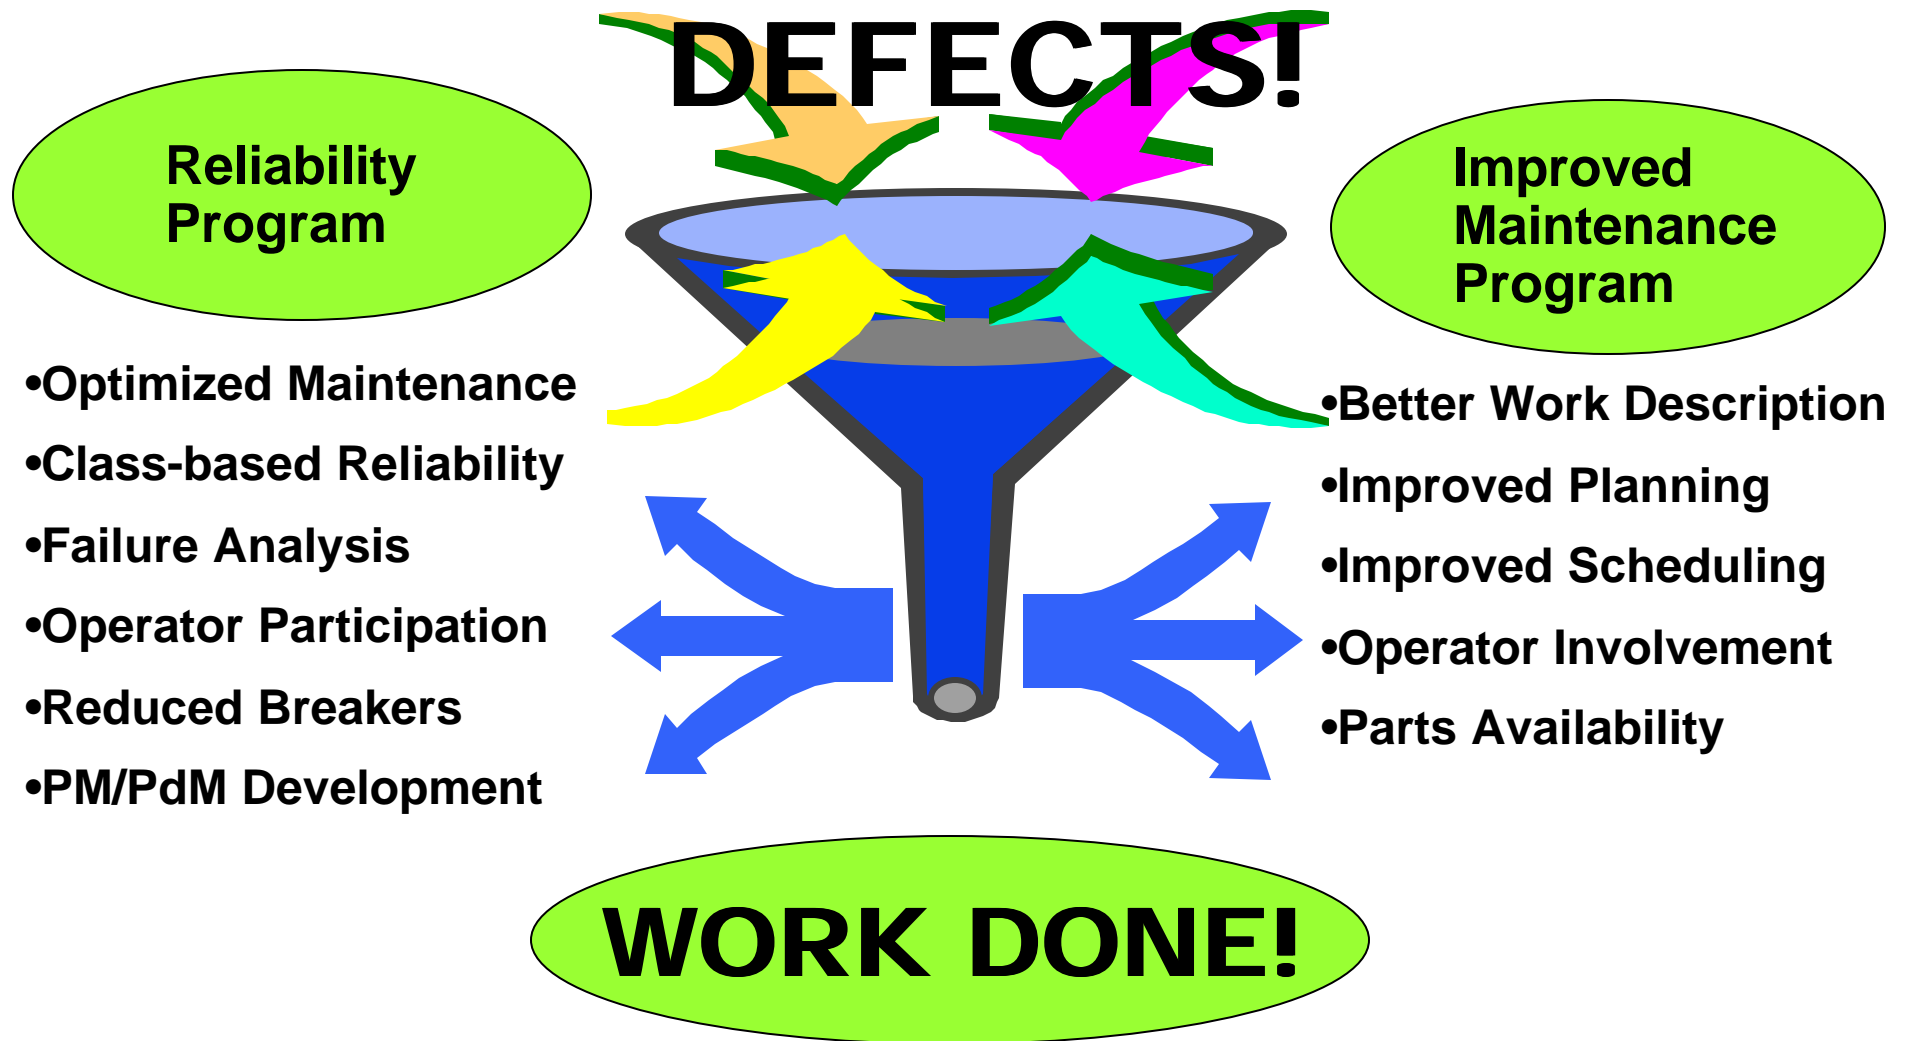 DEFECTS!
Reliability
Program
•Optimized Maintenance
•Class-based Reliability
•Failure Analysis
•Operator Participation
•Reduced Breakers
•PM/PdM Development
Improved
Maintenance
Program
•Better Work Description
•Improved Planning
•Improved Scheduling
•Operator Involvement
•Parts Availability
WORK DONE!